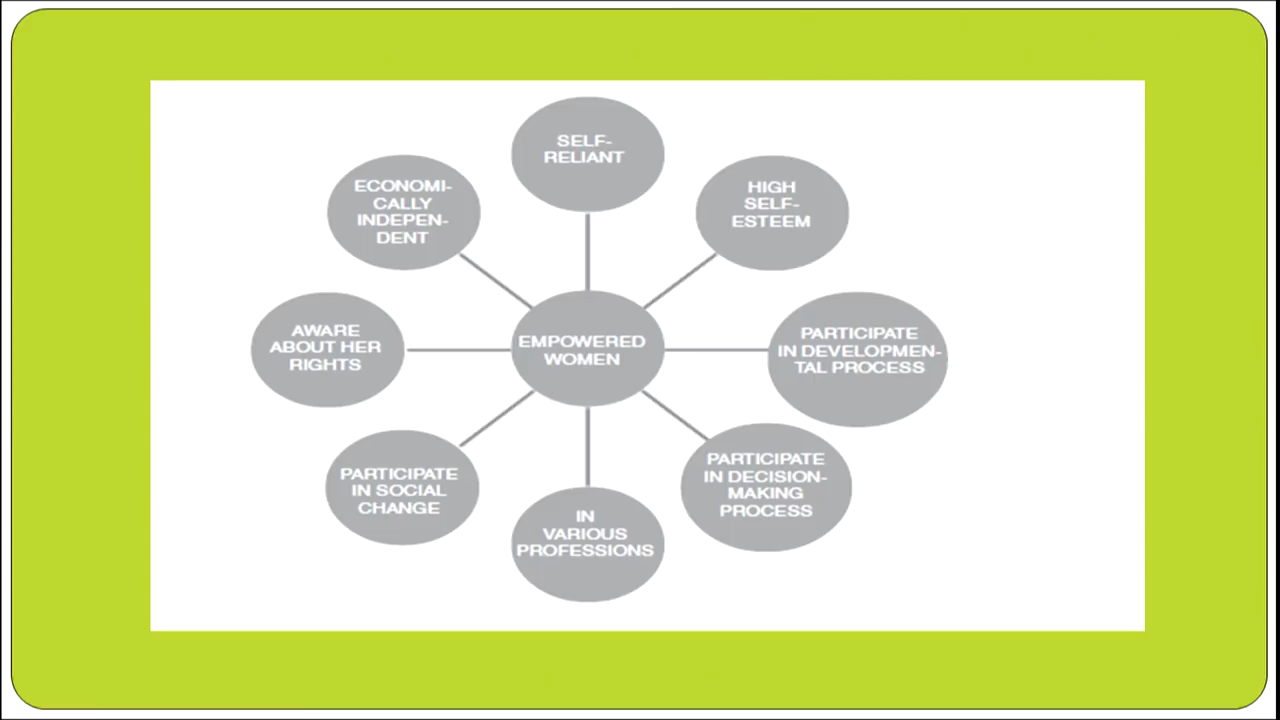 SELF-
RELIANT
HIGH
SELF-
ESTEEM
PARTICIPATE
IN DEVELOPMEN-
TAL PROCESS
PARTICIPATE
IN DECISION-
MAKING
PROCESS
IN
VARIOUS
PROFESSIONS
PARTICIPATE
IN SOCIAL
CHANGE
AWARE
ABOUT HER
RIGHTS
ECONOMI-
CALLY
INDEPEN-
DENT
EMPOWERED
WOMEN